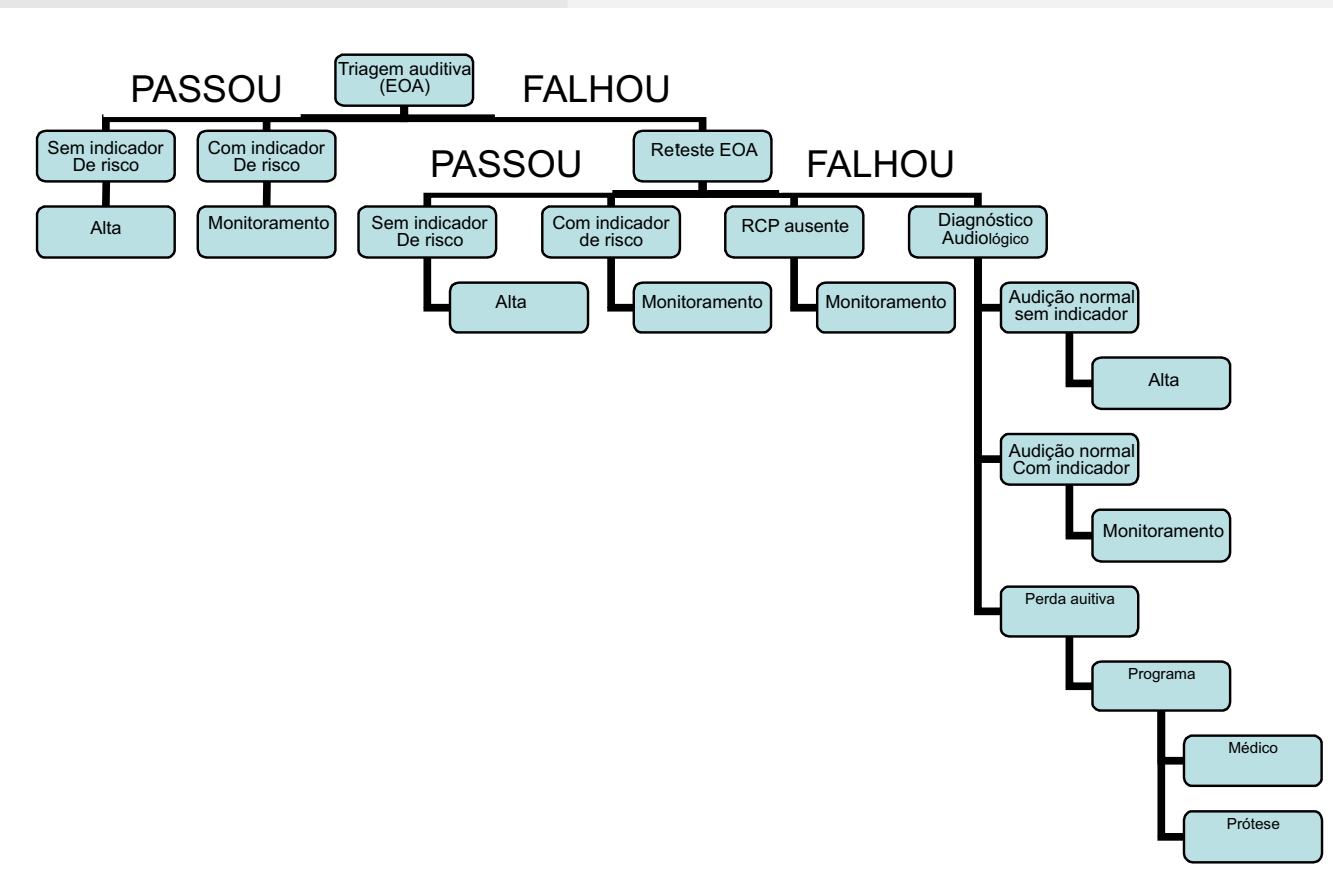 PASSOU
Triagem auditiva
(EOA)
FALHOU
Sem indicador
De risco
Com indicador
De risco
PASSOU
Reteste EOA
FALHOU
Alta
Monitoramento
Sem indicador
De risco
Com indicador
de risco
RCP ausente
Diagnóstico
Audiológico
Alta
Monitoramento
Monitoramento
Audição normal
sem indicador
Alta
Audição normal
Com indicador
Monitoramento
Perda auitiva
Programa
Médico
Prótese